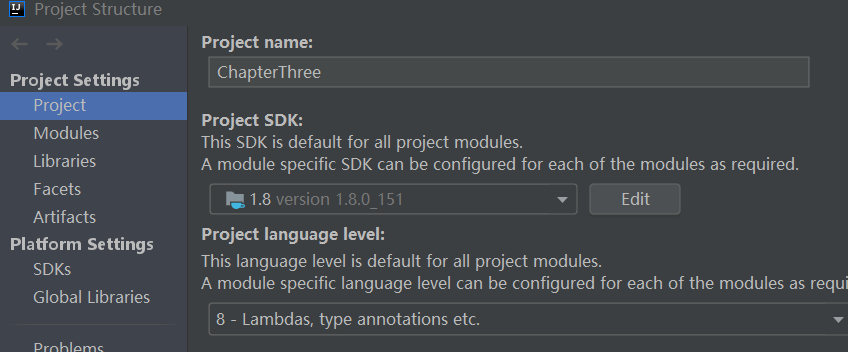 Project Structure
Project Settings
Project
Modules
Libraries
Facets
Artifacts
Platform Settings
SDKs
Global Libraries
Problems
Project name:
ChapterThree
Project SDK:
This SDK is default for all project modules.
A module specific SDK can be configured for each of the modules as required.
1.8 version 1.8.0_151
Edit
Project language level:
This language level is default for all project modules.
A module specific language level can be configured for each of the modules as requi
8 - Lambdas, type annotations etc.